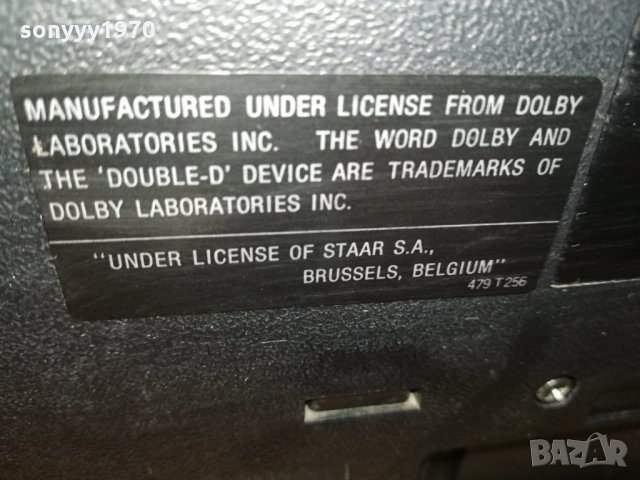 sonyyy1970
MANUFACTURED UNDER LICENSE FROM DOLBY
LABORATORIES INC. THE WORD DOLBY AND
THE 'DOUBLE-D' DEVICE ARE TRADEMARKS OF
DOLBY LABORATORIES INC.
"UNDER LICENSE OF STAAR S.A.,
BRUSSELS, BELGIUM"
479 T 256
BAZAR